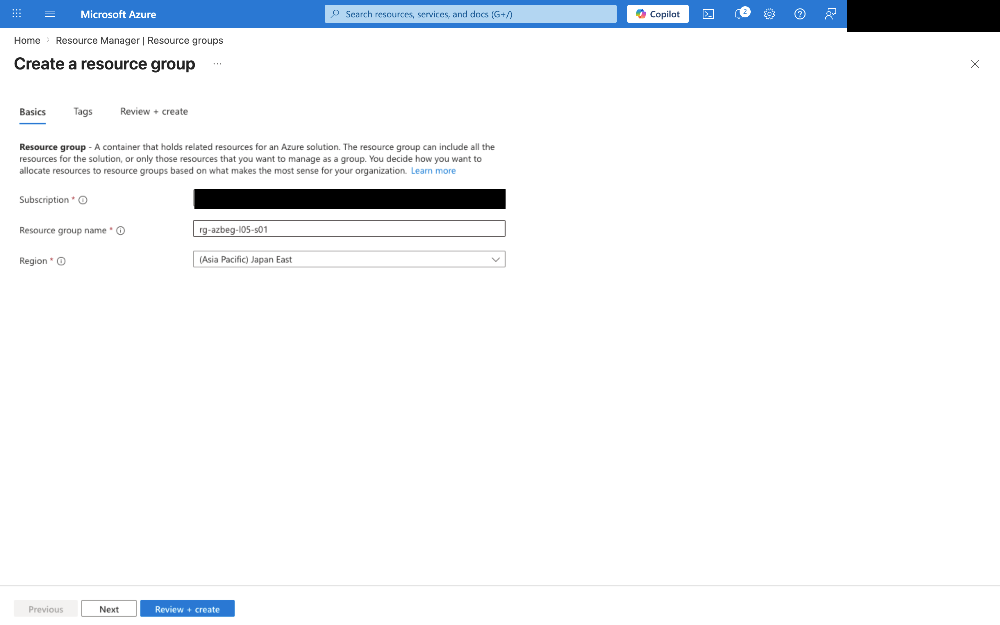 Microsoft Azure
Search resources, services, and docs (G+/)
Copilot
2
Home > Resource Manager | Resource groups
Create a resource group ...
Basics
Tags
Review + create
Resource group - A container that holds related resources for an Azure solution. The resource group can include all the
resources for the solution, or only those resources that you want to manage as a group. You decide how you want to
allocate resources to resource groups based on what makes the most sense for your organization. Learn more
Subscription *
Resource group name *
rg-azbeg-l05-s01
Region *
(Asia Pacific) Japan East
Previous
Next
Review + create